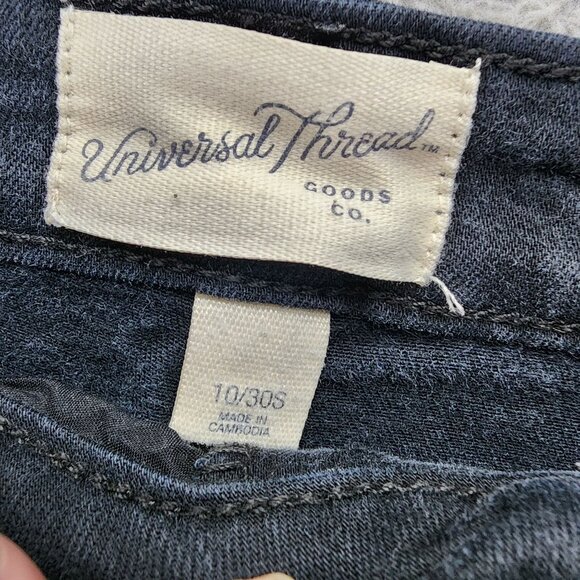 Universal Thread™
GOODS
CO.
10/30S
MADE IN
CAMBODIA